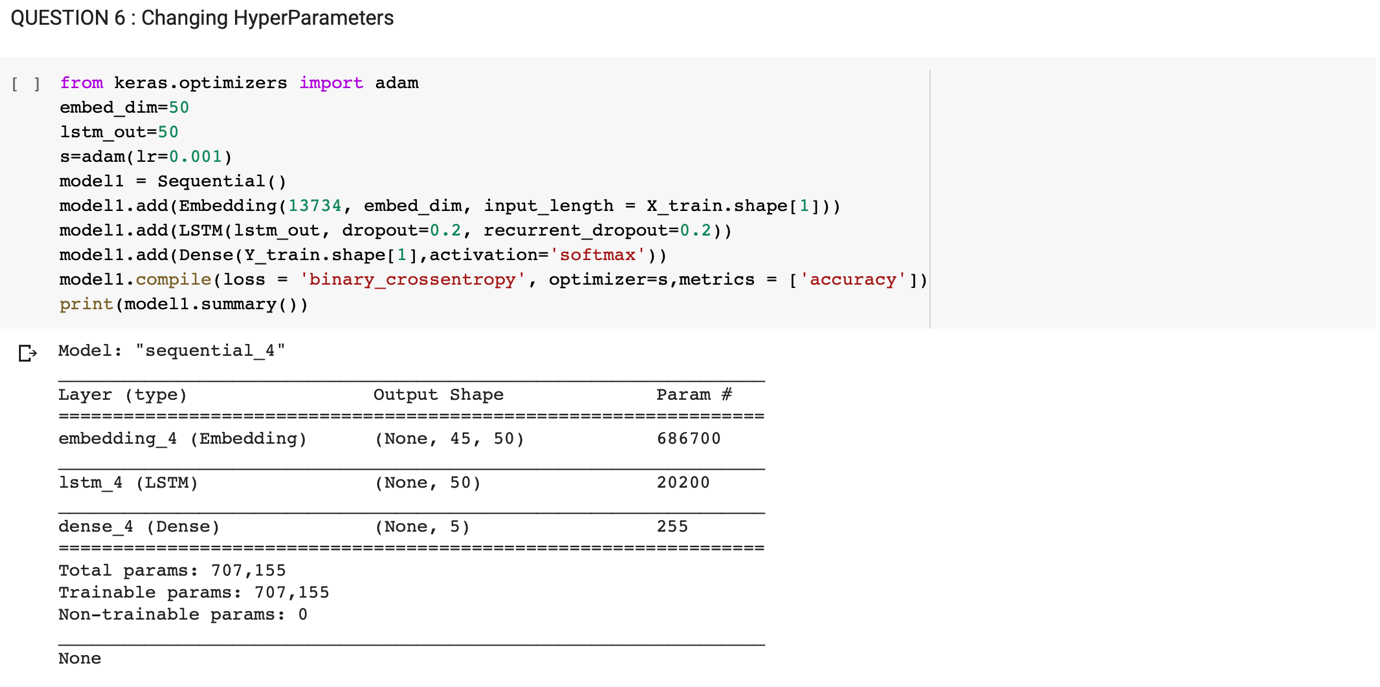 QUESTION 6 : Changing HyperParameters
[ ] from keras.optimizers import adam
embed_dim=50
lstm_out=50
s=adam(lr=0.001)
model1 = Sequential()
model1.add(Embedding(13734, embed_dim, input_length = X_train.shape[1]))
model1.add(LSTM(lstm_out, dropout=0.2, recurrent_dropout=0.2))
model1.add(Dense(Y_train.shape[1],activation='softmax'))
model1.compile(loss = 'binary_crossentropy', optimizer=s,metrics = ['accuracy'])
print(model1.summary())
Model: "sequential_4"
_________________________________________________________________
Layer (type)                 Output Shape              Param #
=================================================================
embedding_4 (Embedding)      (None, 45, 50)            686700
_________________________________________________________________
lstm_4 (LSTM)                (None, 50)                20200
_________________________________________________________________
dense_4 (Dense)              (None, 5)                 255
=================================================================
Total params: 707,155
Trainable params: 707,155
Non-trainable params: 0
_________________________________________________________________
None